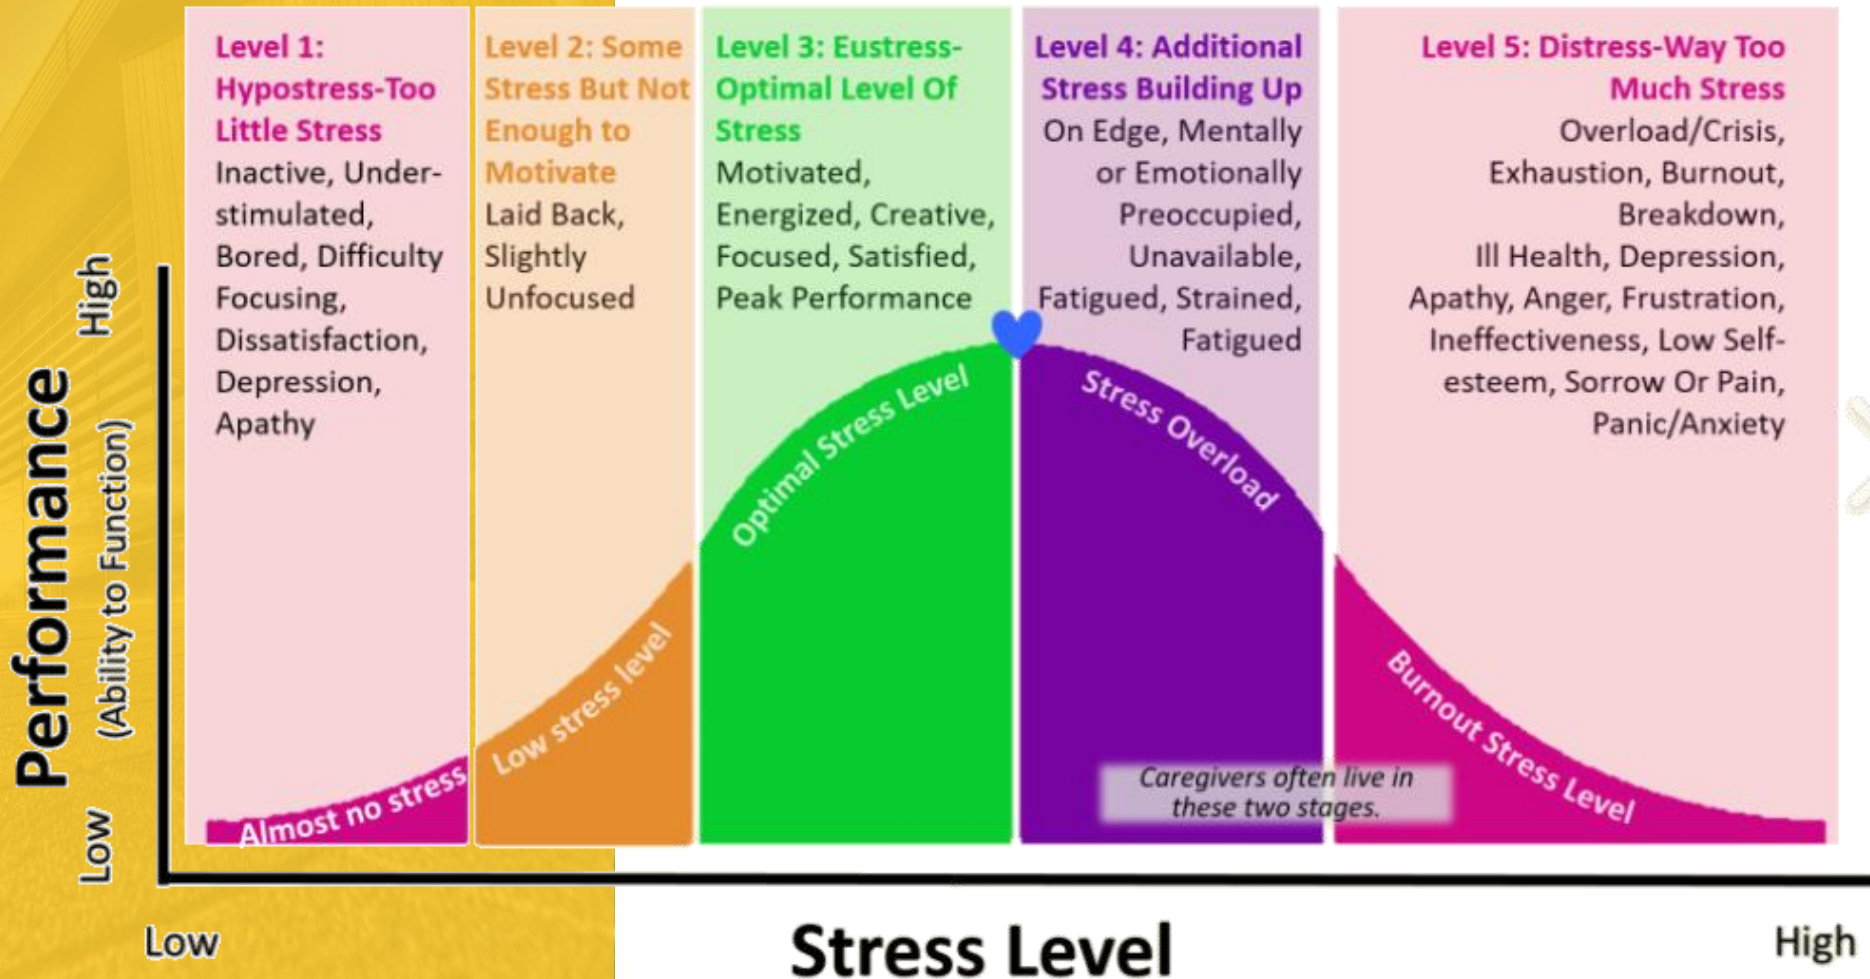 Level 1:
Hypostress-Too
Little Stress
Inactive, Under-
stimulated,
Bored, Difficulty
Focusing,
Dissatisfaction,
Depression,
Apathy
Level 2: Some
Stress But Not
Enough to
Motivate
Laid Back,
Slightly
Unfocused
Level 3: Eustress-
Optimal Level Of
Stress
Motivated,
Energized, Creative,
Focused, Satisfied,
Peak Performance
Level 4: Additional
Stress Building Up
On Edge, Mentally
or Emotionally
Preoccupied,
Unavailable,
Fatigued, Strained,
Fatigued
Level 5: Distress-Way Too
Much Stress
Overload/Crisis,
Exhaustion, Burnout,
Breakdown,
Ill Health, Depression,
Apathy, Anger, Frustration,
Ineffectiveness, Low Self-
esteem, Sorrow Or Pain,
Panic/Anxiety
High
Performance
(Ability to Function)
Low
Almost no stress
Low stress level
Optimal Stress Level
Stress Overload
Burnout Stress Level
Caregivers often live in
these two stages.
Low
Stress Level
High